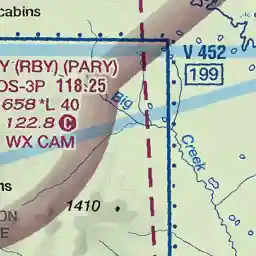 cabins
Y (RBY) (PARY)
OS-3P 118.25
658 *L 40
122.8 C
WX CAM
V 452
199
Big
Creek
ns
1410
ON
E